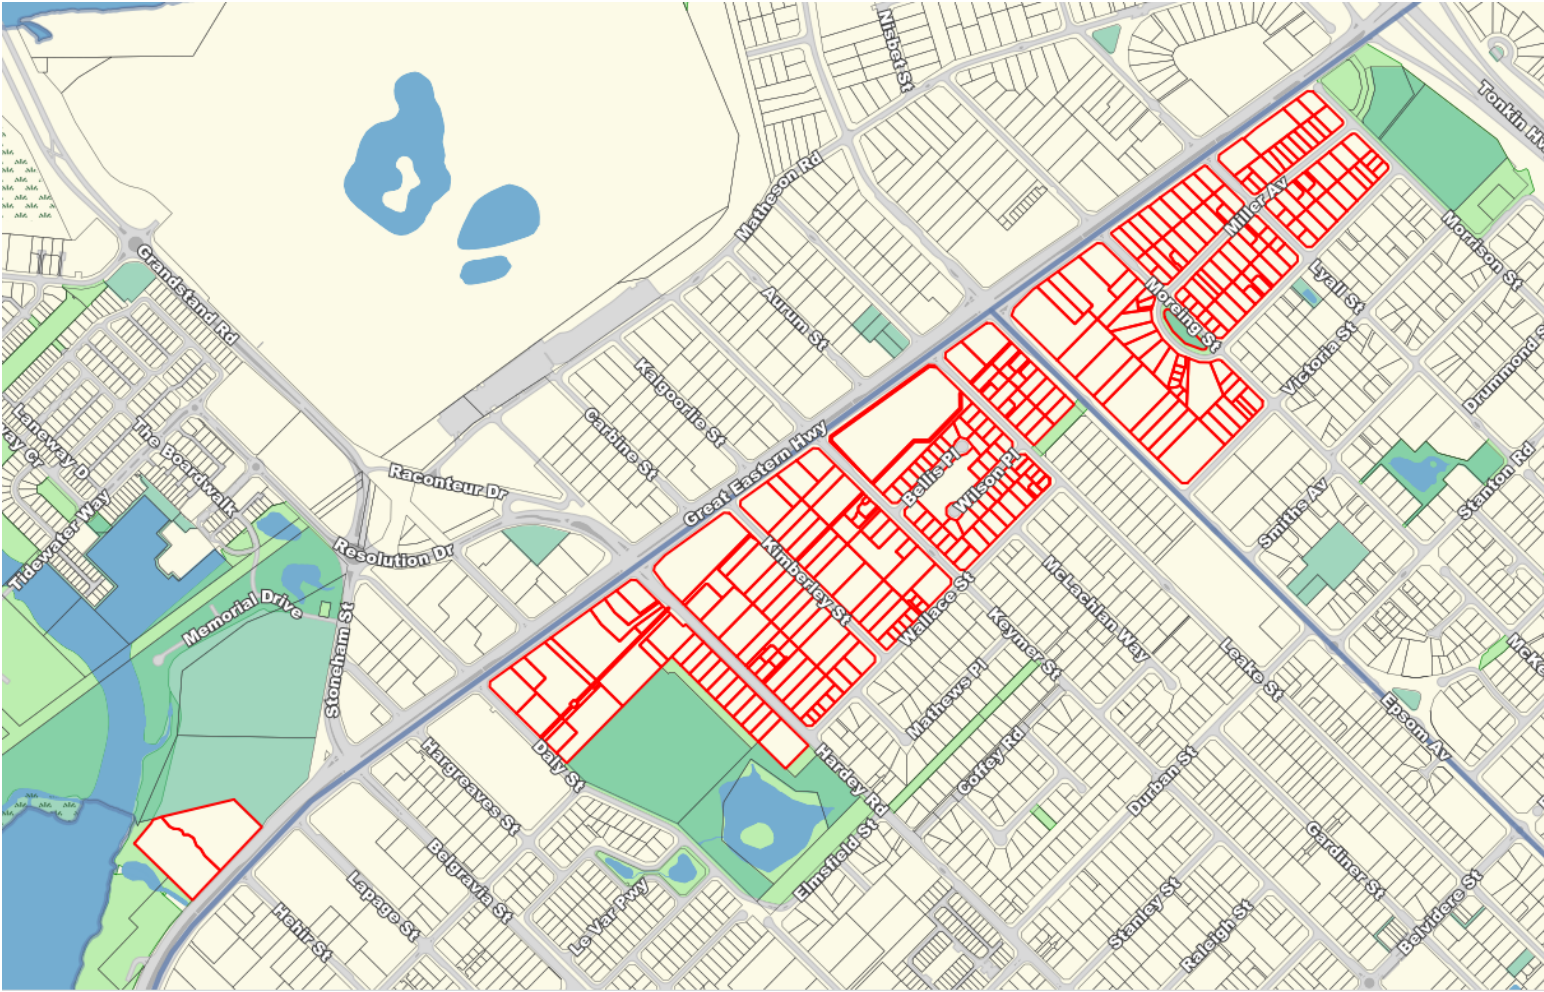 Nisbet St
Tonkin Hw
Matheson Rd
Miller Av
Morrison St
Grandstand Rd
Lyall St
Moreing St
Aurum St
Victoria St
Drummond S
Kalgoorlie St
Carbine St
Laneway D
ray Cr
The Boardwalk
Great Eastern Hwy
Bellis Pl
Wilson Pl
Raconteur Dr
Tidewater Way
Smiths Av
Stanton Rd
Resolution Dr
Kimberley St
McLachlan Way
Memorial Drive
Wallace St
Keymer St
Stoneham St
Leake St
McKe
Mathews Pl
Epsom Av
Hargreaves St
Daly St
Hardey Rd
Coffey Rd
Durban St
Elmsfield St
Belgravia St
Gardiner St
Lapage St
Le Var Pwy
Hehir St
Stanley St
Raleigh St
Belvidere St